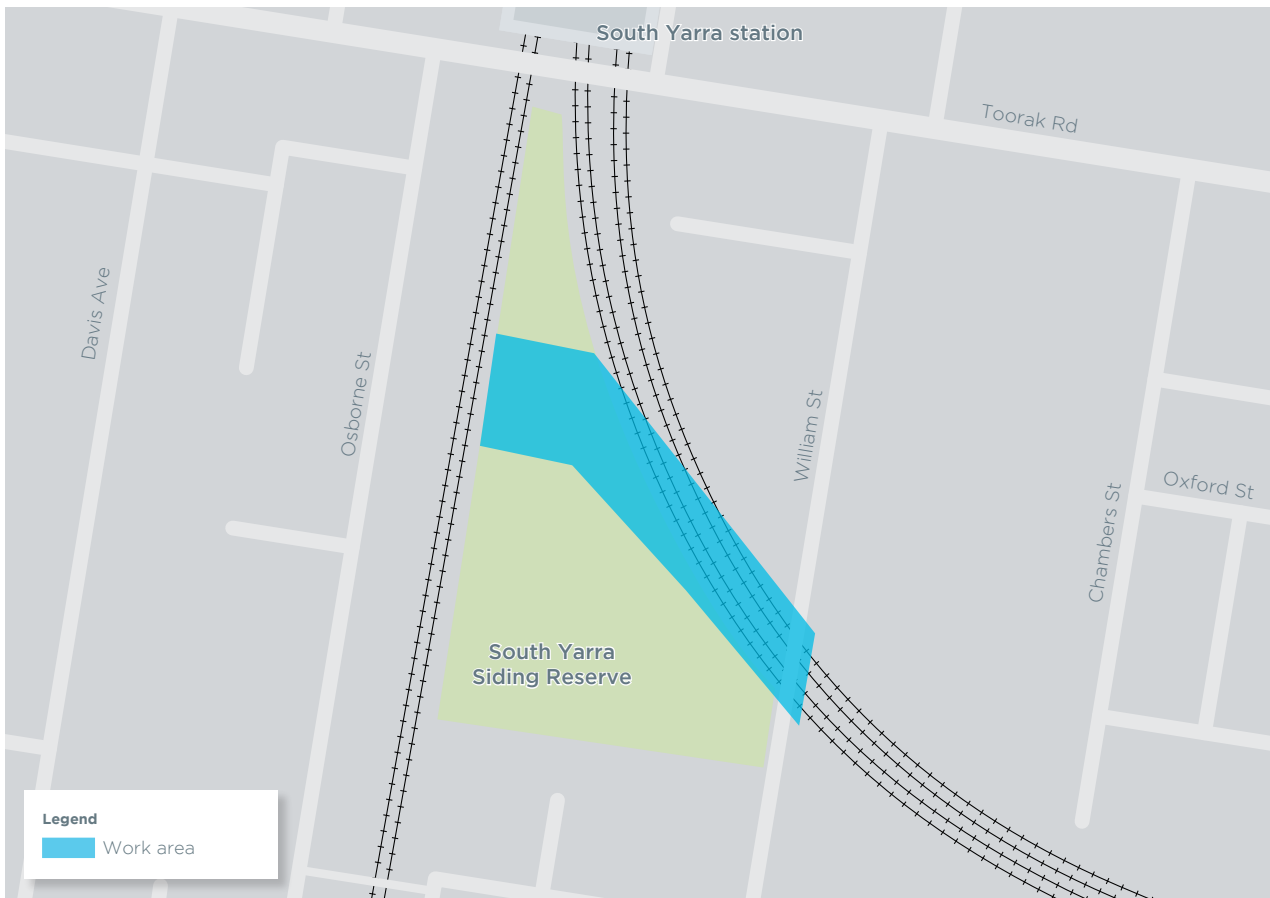 South Yarra station
Toorak Rd
Davis Ave
Osborne St
William St
Oxford St
Chambers St
South Yarra
Siding Reserve
Legend
Work area